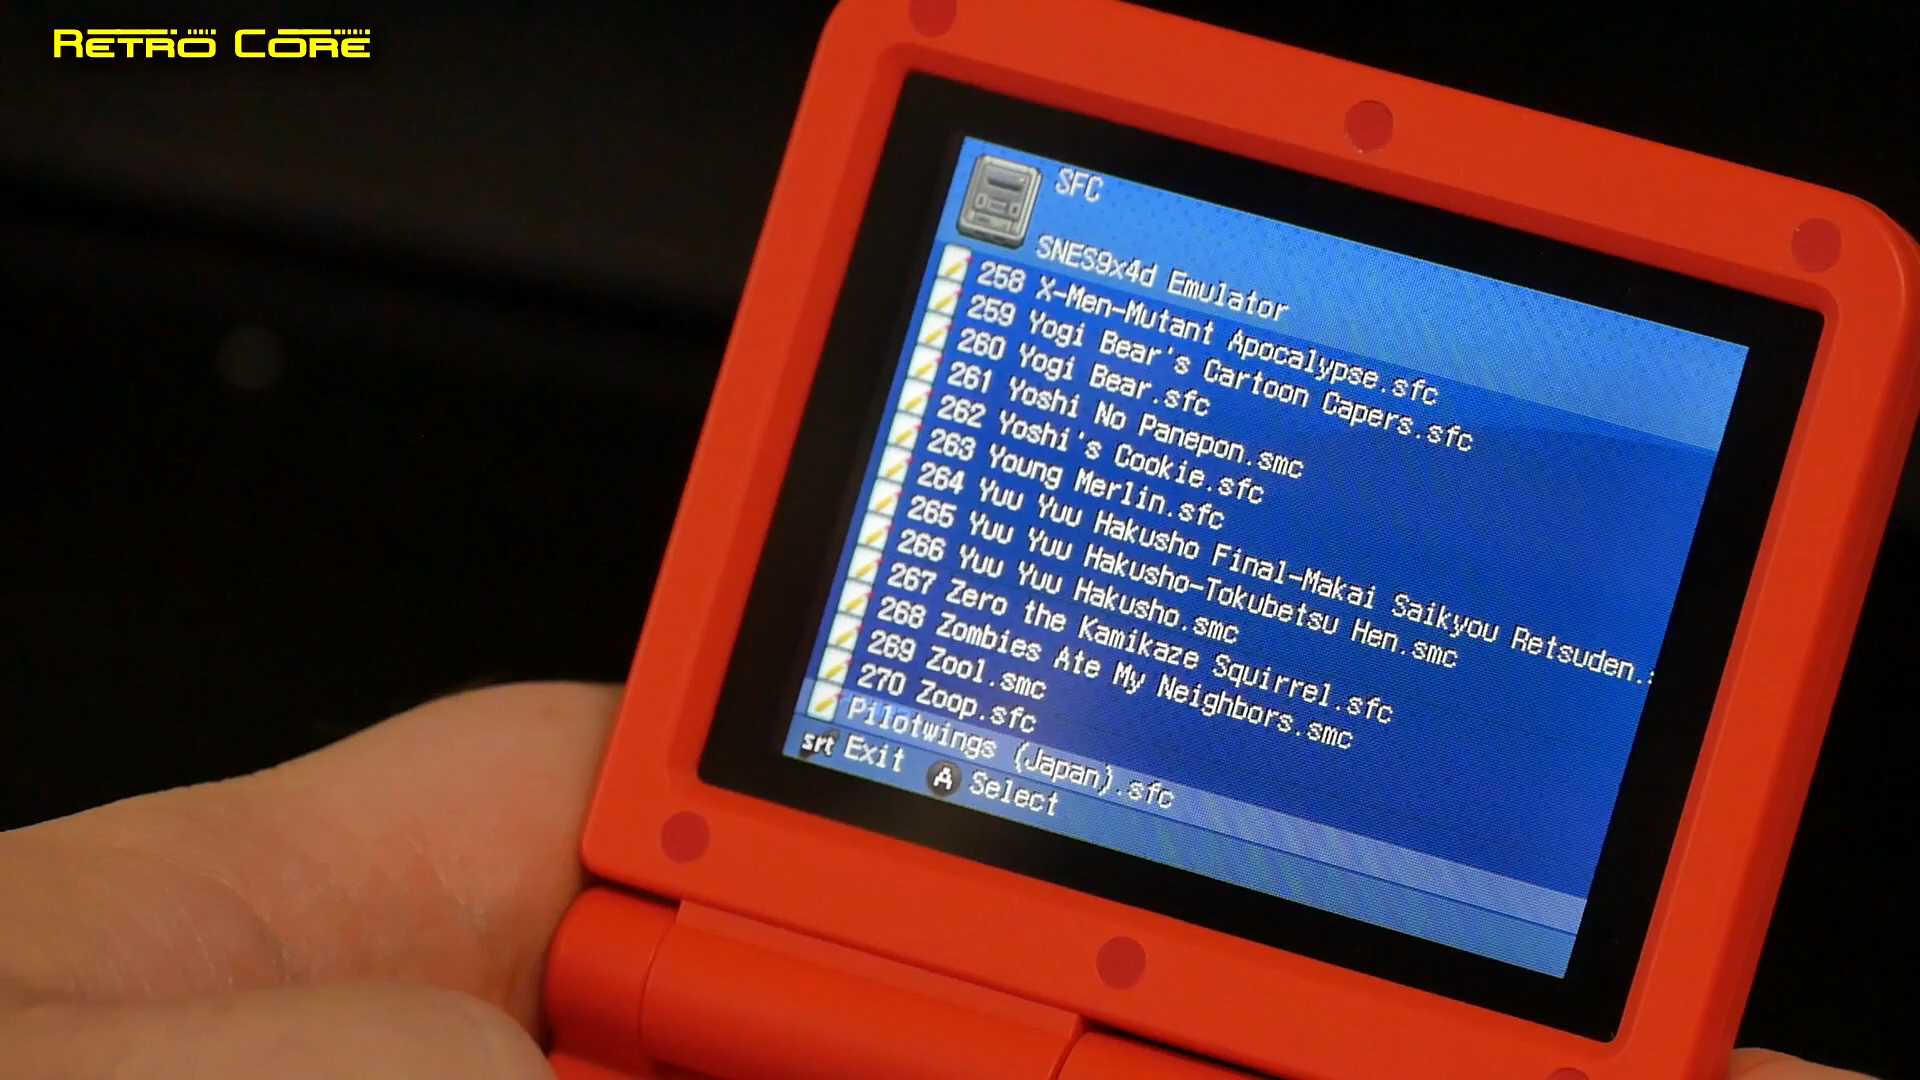 RETRO CORE
SFC
SNES9x4d Emulator
258 X-Men-Mutant Apocalypse.sfc
259 Yogi Bear's Cartoon Capers.sfc
260 Yogi Bear.sfc
261 Yoshi No Panepon.smc
262 Yoshi's Cookie.sfc
263 Young Merlin.sfc
264 Yuu Yuu Hakusho Final-Makai Saikyou Retsuden.
265 Yuu Yuu Hakusho-Tokubetsu Hen.smc
266 Yuu Yuu Hakusho.smc
267 Zero the Kamikaze Squirrel.sfc
268 Zombies Ate My Neighbors.smc
269 Zool.smc
270 Zoop.sfc
Pilotwings (Japan).sfc
srt Exit A Select